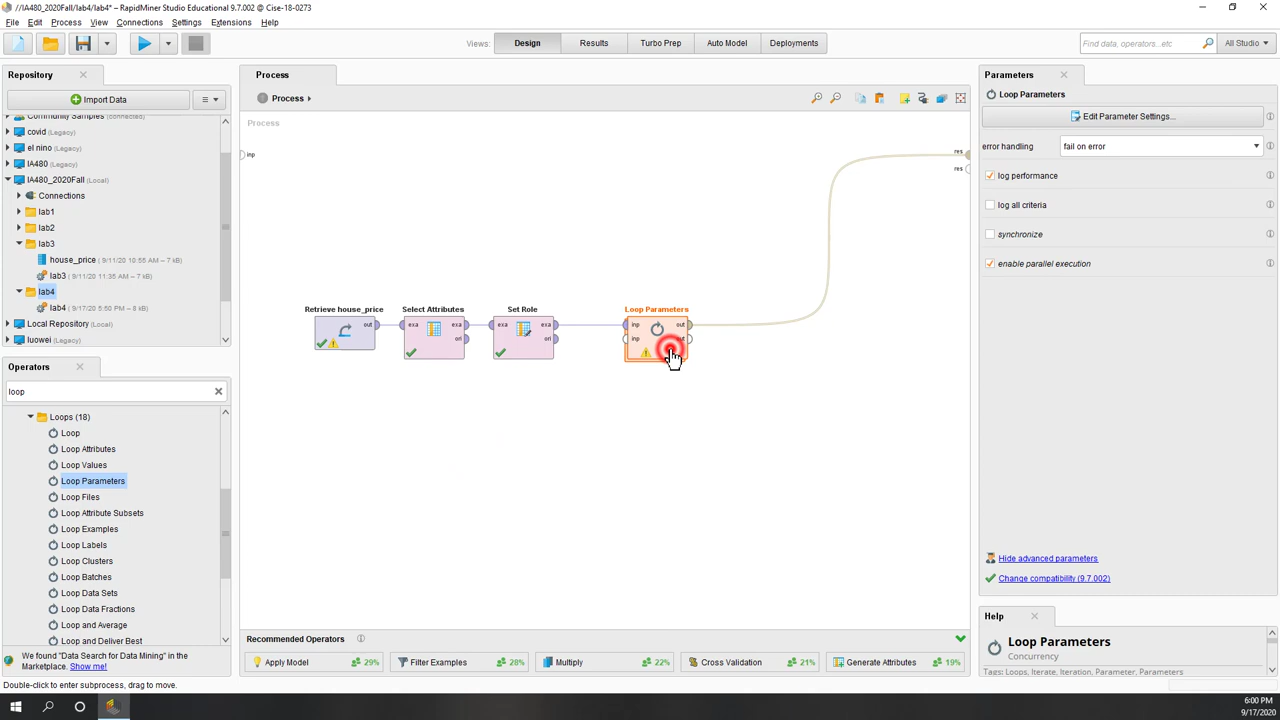 //IA480_2020Fall/lab4/lab4* – RapidMiner Studio Educational 9.7.002 @ Cise-18-0273
File Edit Process View Connections Settings Extensions Help
Views: Design Results Turbo Prep Auto Model Deployments
Find data, operators...etc All Studio
Repository
Import Data
Community Samples (connected)
covid (Legacy)
el nino (Legacy)
IA480 (Legacy)
IA480_2020Fall (Local)
Connections
lab1
lab2
lab3
house_price (9/11/20 10:55 AM – 7 kB)
lab3 (9/11/20 11:35 AM – 7 kB)
lab4
lab4 (9/17/20 5:50 PM – 8 kB)
Local Repository (Local)
luowei (Legacy)
Operators
loop
Loops (18)
Loop
Loop Attributes
Loop Values
Loop Parameters
Loop Files
Loop Attribute Subsets
Loop Examples
Loop Labels
Loop Clusters
Loop Batches
Loop Data Sets
Loop Data Fractions
Loop and Average
Loop and Deliver Best
We found "Data Search for Data Mining" in the
Marketplace. Show me!
Double-click to enter subprocess, drag to move.
Process
Process
Process
inp
res
res
Retrieve house_price
out
Select Attributes
exa exa
ori
Set Role
exa exa
ori
Loop Parameters
inp out
inp out
Recommended Operators
Apply Model 29%
Filter Examples 28%
Multiply 22%
Cross Validation 21%
Generate Attributes 19%
Parameters
Loop Parameters
Edit Parameter Settings...
error handling fail on error
log performance
log all criteria
synchronize
enable parallel execution
Hide advanced parameters
Change compatibility (9.7.002)
Help
Loop Parameters
Concurrency
Tags: Loops, Iterate, Iteration, Parameter, Parameters
6:00 PM
9/17/2020